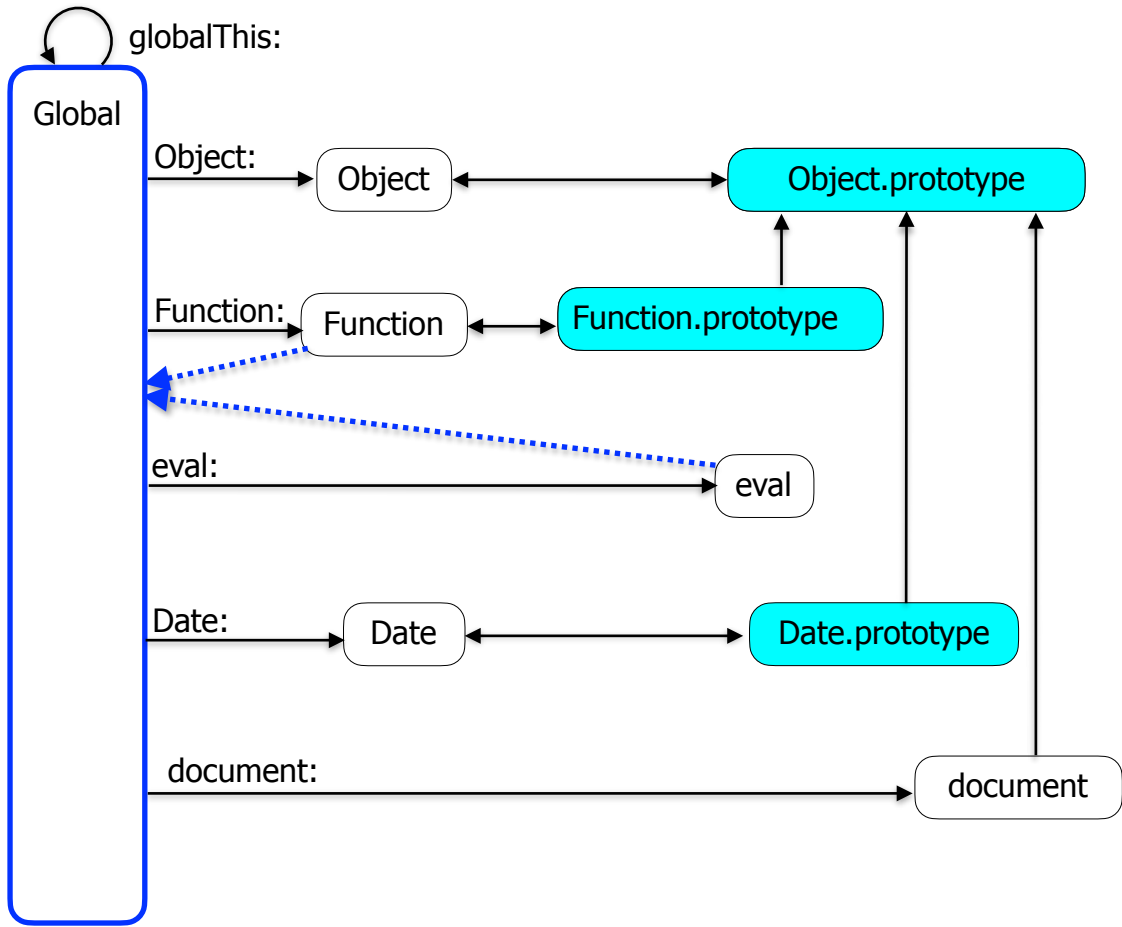 globalThis:
Global
Object:
Object
Object.prototype
Function:
Function
Function.prototype
eval:
eval
Date:
Date
Date.prototype
document:
document